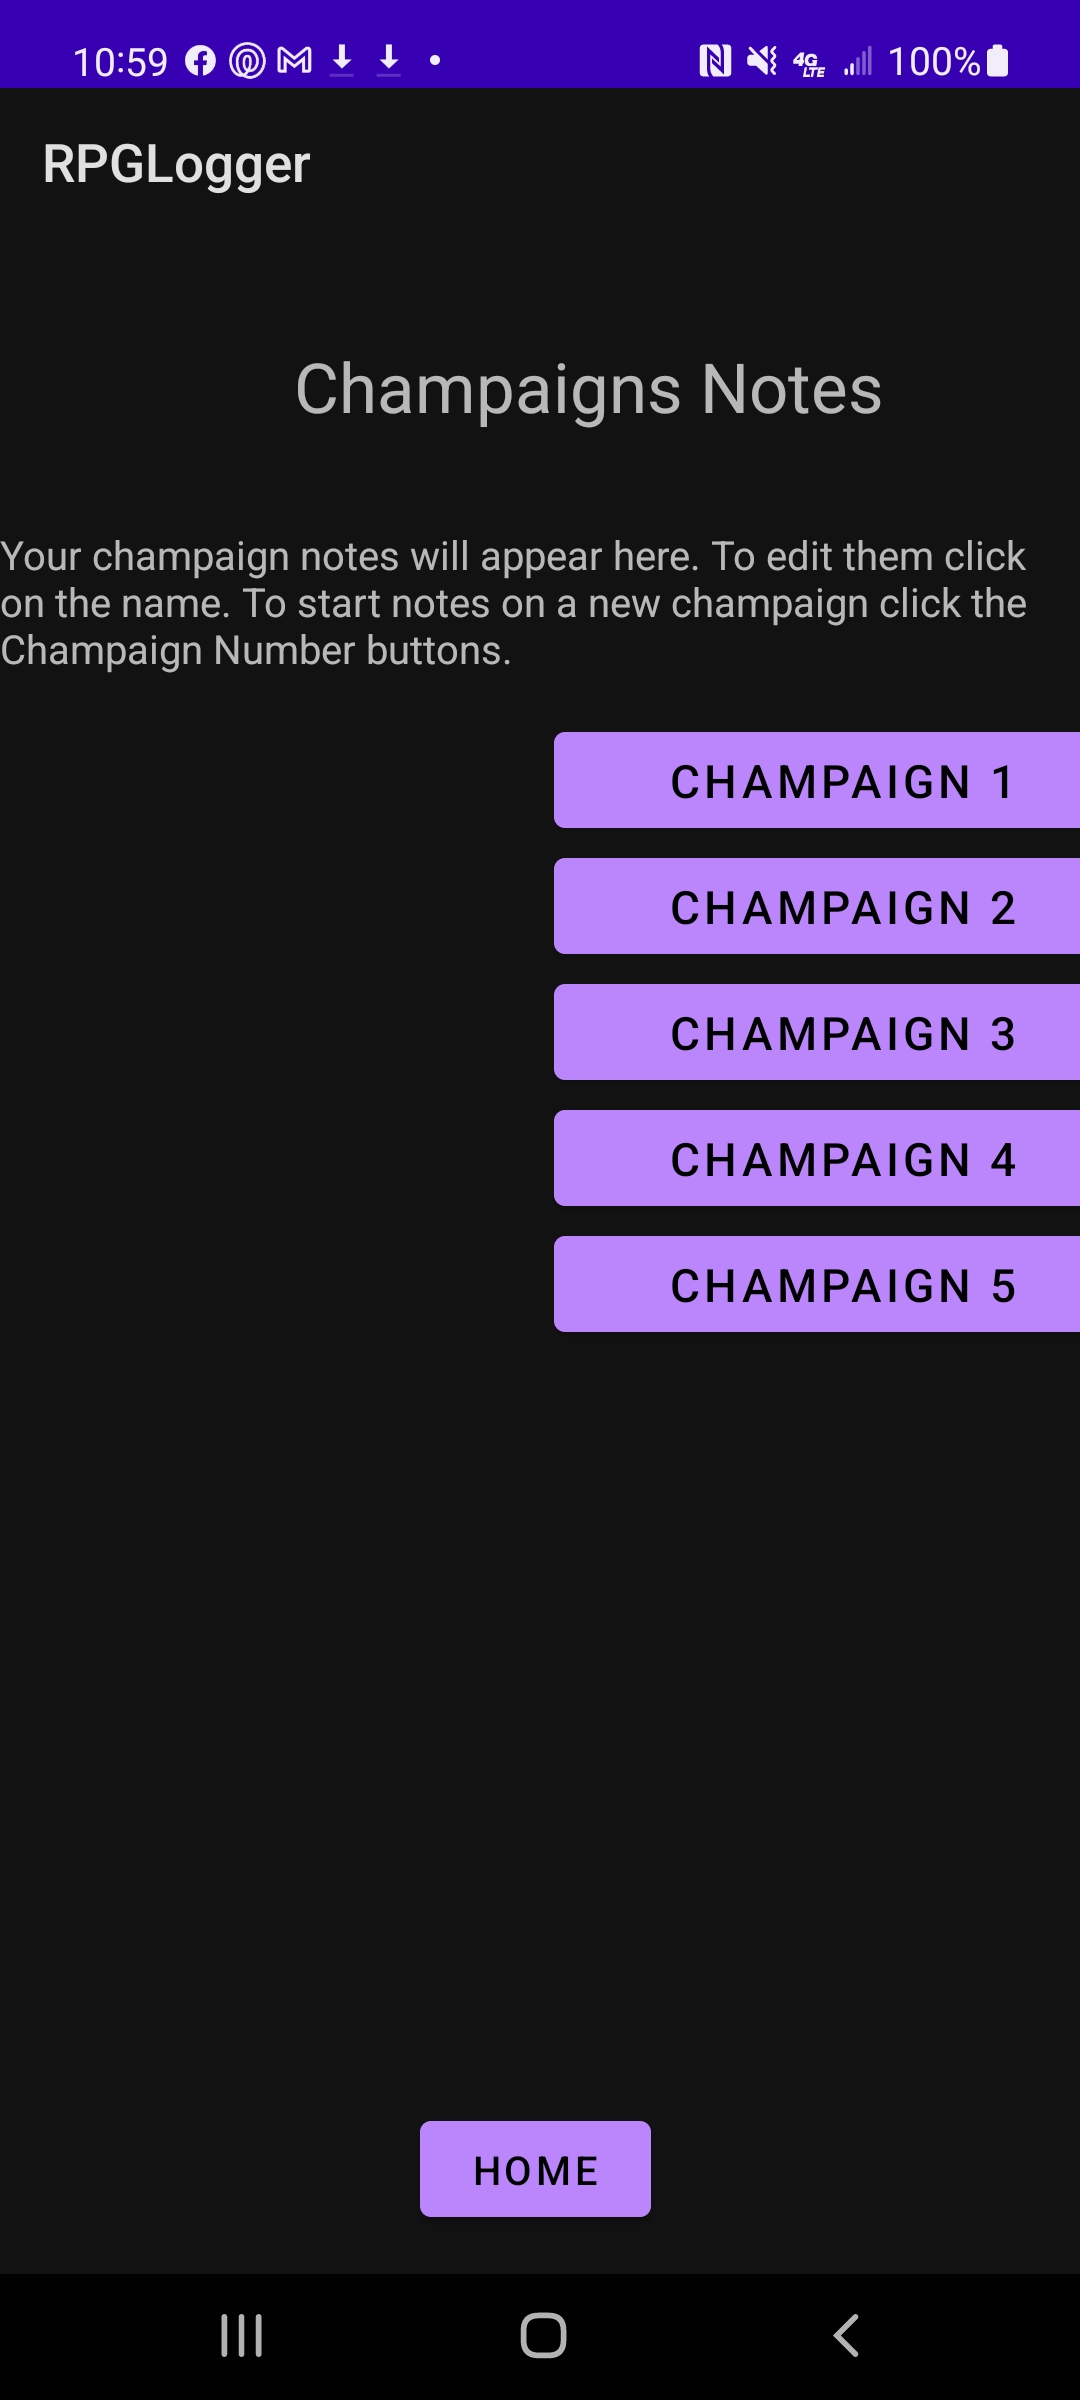 10:59 4G LTE 100%
RPGLogger
Champaigns Notes
Your champaign notes will appear here. To edit them click
on the name. To start notes on a new champaign click the
Champaign Number buttons.
CHAMPAIGN 1
CHAMPAIGN 2
CHAMPAIGN 3
CHAMPAIGN 4
CHAMPAIGN 5
HOME